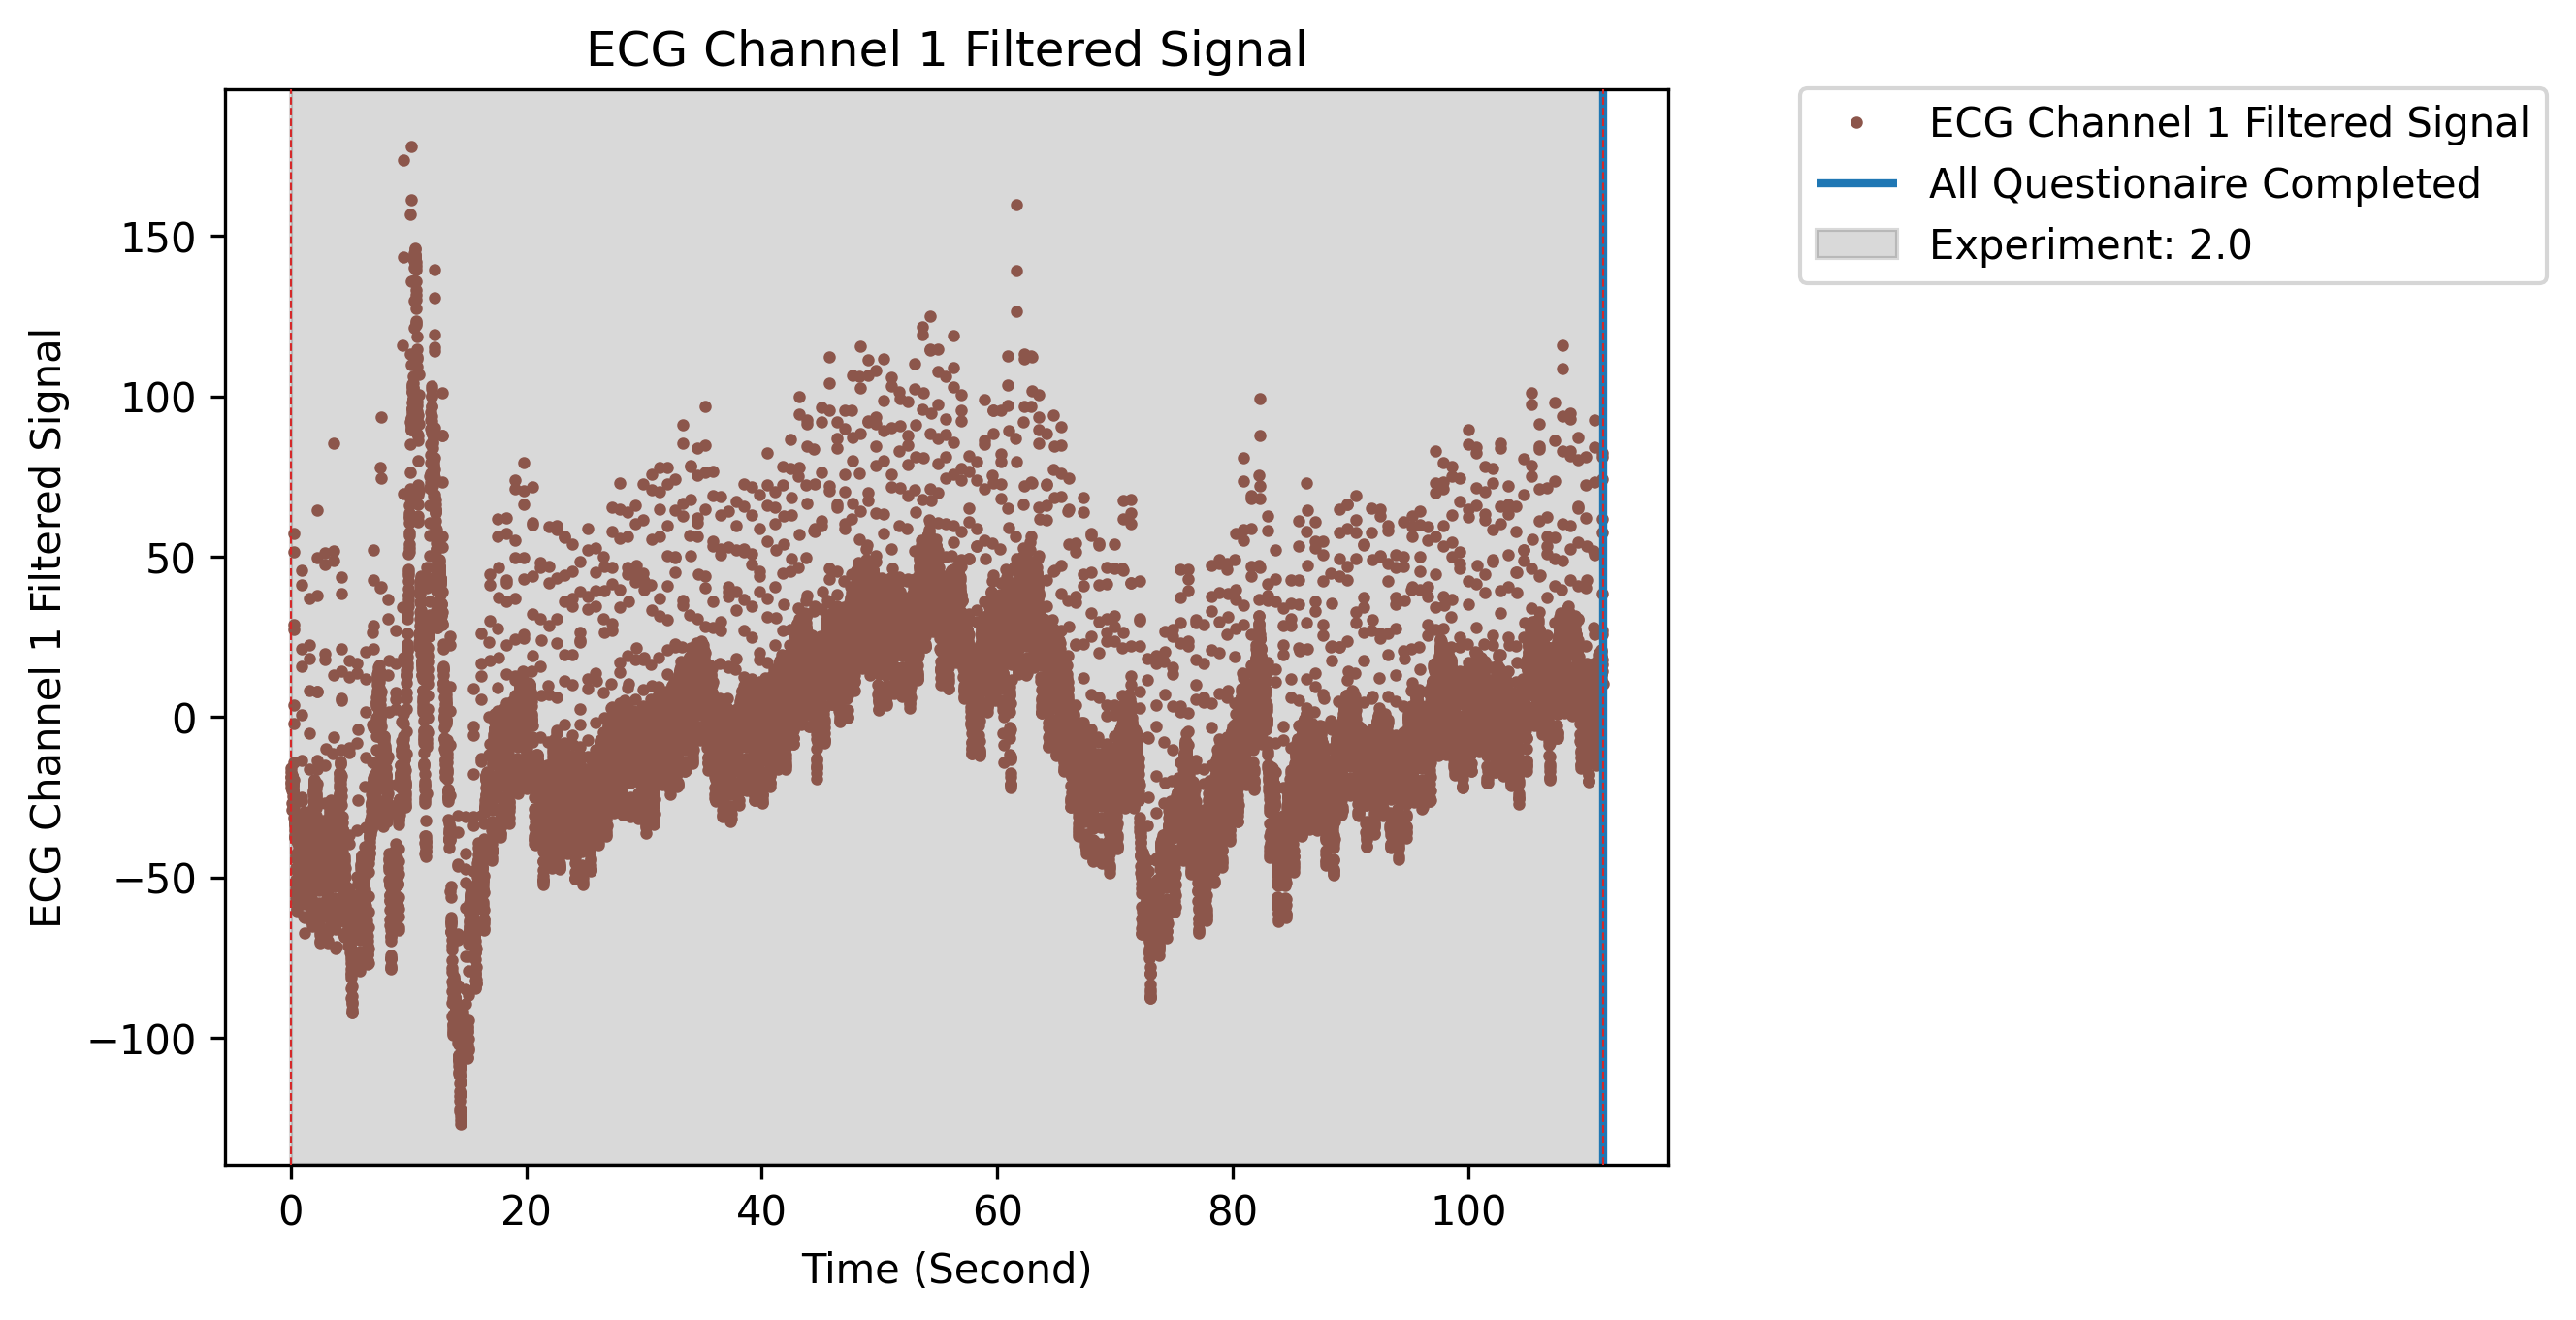 ECG Channel 1 Filtered Signal
ECG Channel 1 Filtered Signal
150
100
50
0
−50
−100
0 20 40 60 80 100
Time (Second)
ECG Channel 1 Filtered Signal
All Questionaire Completed
Experiment: 2.0